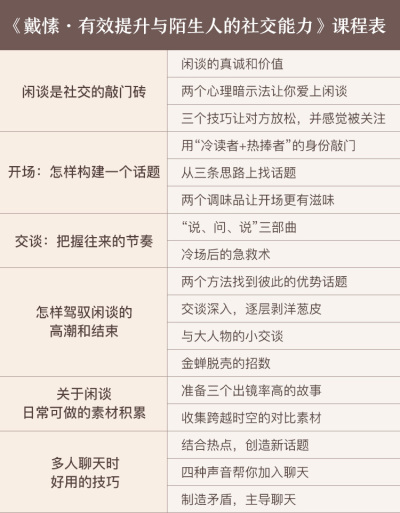 《戴愫·有效提升与陌生人的社交能力》课程表
闲谈是社交的敲门砖
闲谈的真诚和价值
两个心理暗示法让你爱上闲谈
三个技巧让对方放松，并感觉被关注
开场：怎样构建一个话题
用“冷读者+热捧者”的身份敲门
从三条思路上找话题
两个调味品让开场更有滋味
交谈：把握往来的节奏
“说、问、说”三部曲
冷场后的急救术
怎样驾驭闲谈的
高潮和结束
两个方法找到彼此的优势话题
交谈深入，逐层剥洋葱皮
与大人物的小交谈
金蝉脱壳的招数
关于闲谈
日常可做的素材积累
准备三个出镜率高的故事
收集跨越时空的对比素材
多人聊天时
好用的技巧
结合热点，创造新话题
四种声音帮你加入聊天
制造矛盾，主导聊天